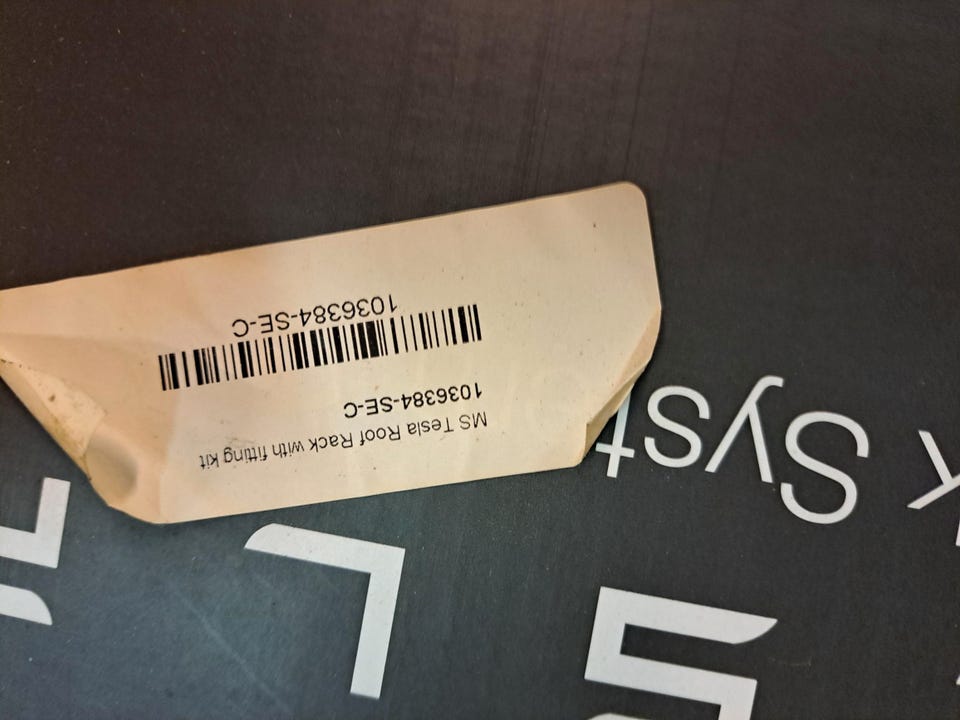 MS Tesla Roof Rack with fitting kit
1036384-SE-C
1036384-SE-C
Syst